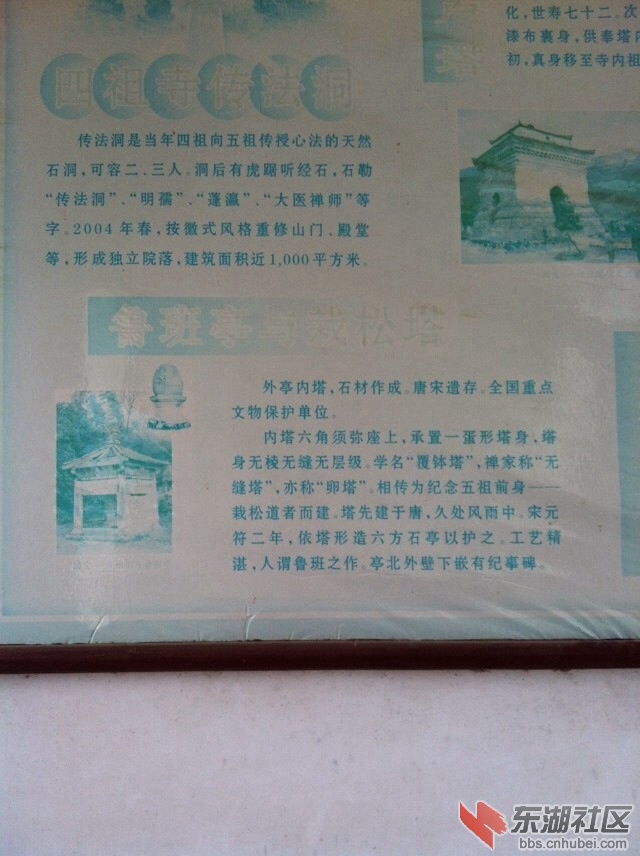 化，世寿七十二。次
漆布裹身，供奉塔内
初，真身移至寺内祖
塔
四祖寺传法洞
传法洞是当年四祖向五祖传授心法的天然
石洞，可容二、三人。洞后有虎踞听经石，石勒
“传法洞”、“明孺”、“蓬瀛”、“大医禅师”等
字。2004年春，按徽式风格重修山门、殿堂
等，形成独立院落，建筑面积近1,000平方米。
鲁班亭与栽松塔
外亭内塔，石材作成。唐宋遗存。全国重点
文物保护单位。
内塔六角须弥座上，承置一蛋形塔身，塔
身无棱无缝无层级。学名“覆钵塔”，禅家称“无
缝塔”，亦称“卵塔”。相传为纪念五祖前身——
栽松道者而建。塔先建于唐，久处风雨中。宋元
符二年，依塔形造六方石亭以护之。工艺精
湛，人谓鲁班之作。亭北外壁下嵌有纪事碑。
东湖社区
bbs.cnhubei.com